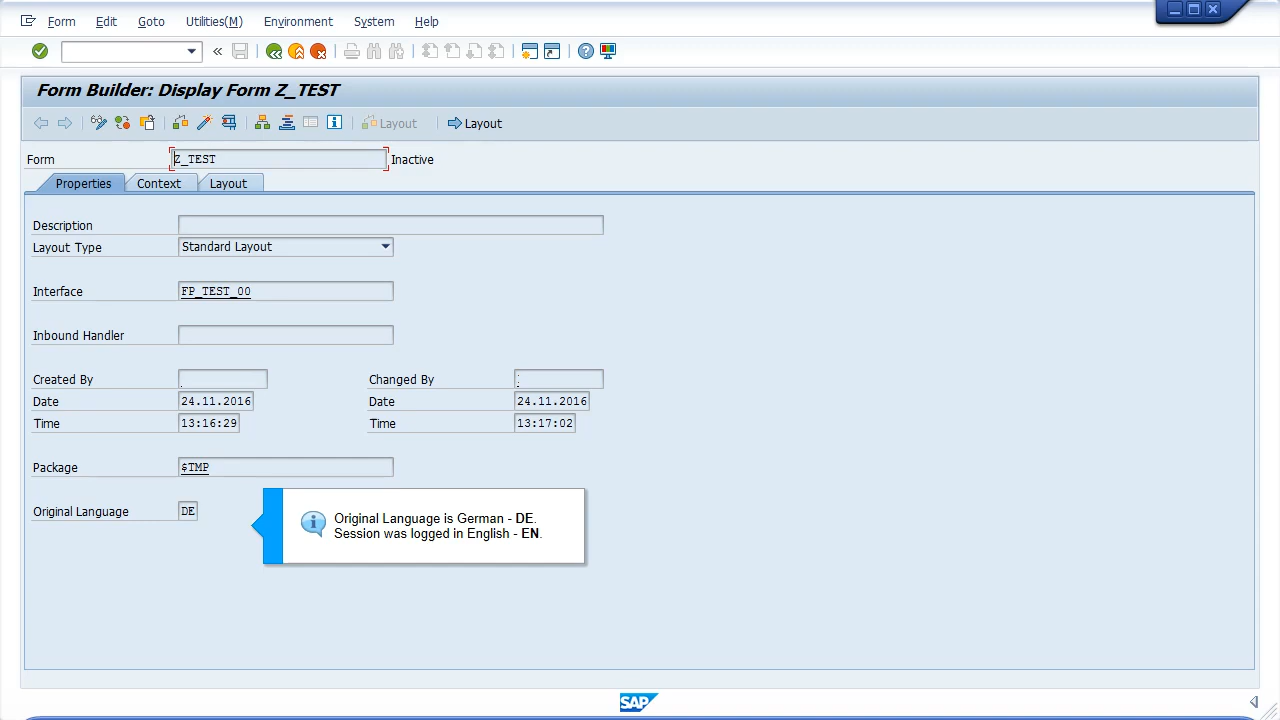 Form Edit Goto Utilities(M) Environment System Help
Form Builder: Display Form Z_TEST
Layout Layout
Form Z_TEST Inactive
Properties Context Layout
Description
Layout Type Standard Layout
Interface FP_TEST_00
Inbound Handler
Created By Changed By
Date 24.11.2016 Date 24.11.2016
Time 13:16:29 Time 13:17:02
Package $TMP
Original Language DE
Original Language is German - DE.
Session was logged in English - EN.
SAP